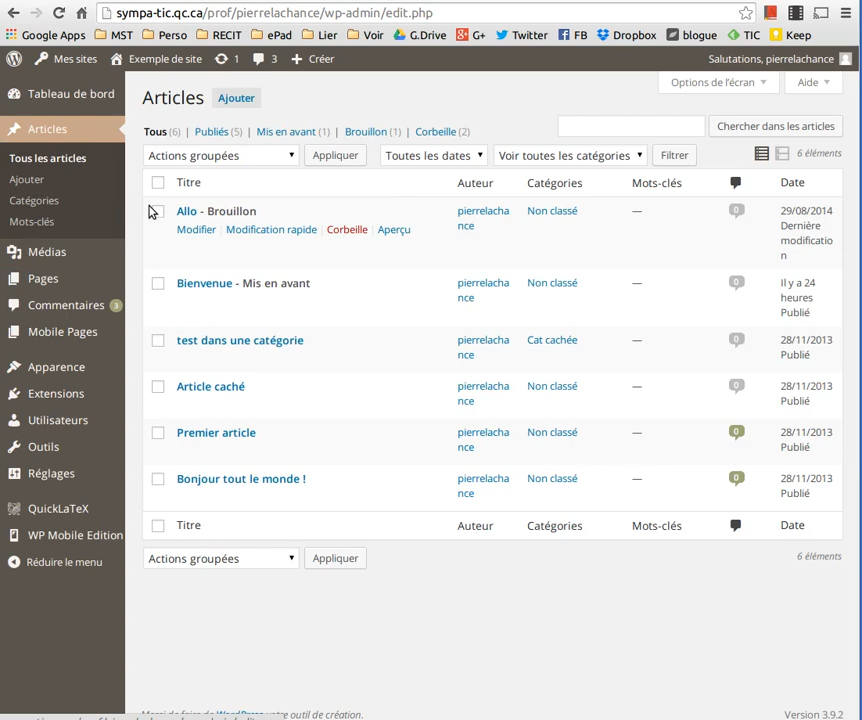 sympa-tic.qc.ca/prof/pierrelachance/wp-admin/edit.php
Google Apps MST Perso RECIT ePad Lier Voir G.Drive G+ Twitter FB Dropbox blogue TIC Keep
Mes sites Exemple de site 1 3 Créer Salutations, pierrelachance
Tableau de bord
Articles
Tous les articles
Ajouter
Catégories
Mots-clés
Médias
Pages
Commentaires 3
Mobile Pages
Apparence
Extensions
Utilisateurs
Outils
Réglages
QuickLaTeX
WP Mobile Edition
Réduire le menu
Options de l'écran Aide
Articles Ajouter
Tous (6) | Publiés (5) | Mis en avant (1) | Brouillon (1) | Corbeille (2)
Chercher dans les articles
Actions groupées Appliquer Toutes les dates Voir toutes les catégories Filtrer 6 éléments
Titre Auteur Catégories Mots-clés Date
Allo - Brouillon pierrelacha Non classé — 0 29/08/2014
nce Dernière
Modifier | Modification rapide | Corbeille | Aperçu modificatio
n
Bienvenue - Mis en avant pierrelacha Non classé — 0 Il y a 24
nce heures
Publié
test dans une catégorie pierrelacha Cat cachée — 0 28/11/2013
nce Publié
Article caché pierrelacha Non classé — 0 28/11/2013
nce Publié
Premier article pierrelacha Non classé — 0 28/11/2013
nce Publié
Bonjour tout le monde ! pierrelacha Non classé — 0 28/11/2013
nce Publié
Titre Auteur Catégories Mots-clés Date
Actions groupées Appliquer 6 éléments
Merci de faire de WordPress votre outil de création. Version 3.9.2